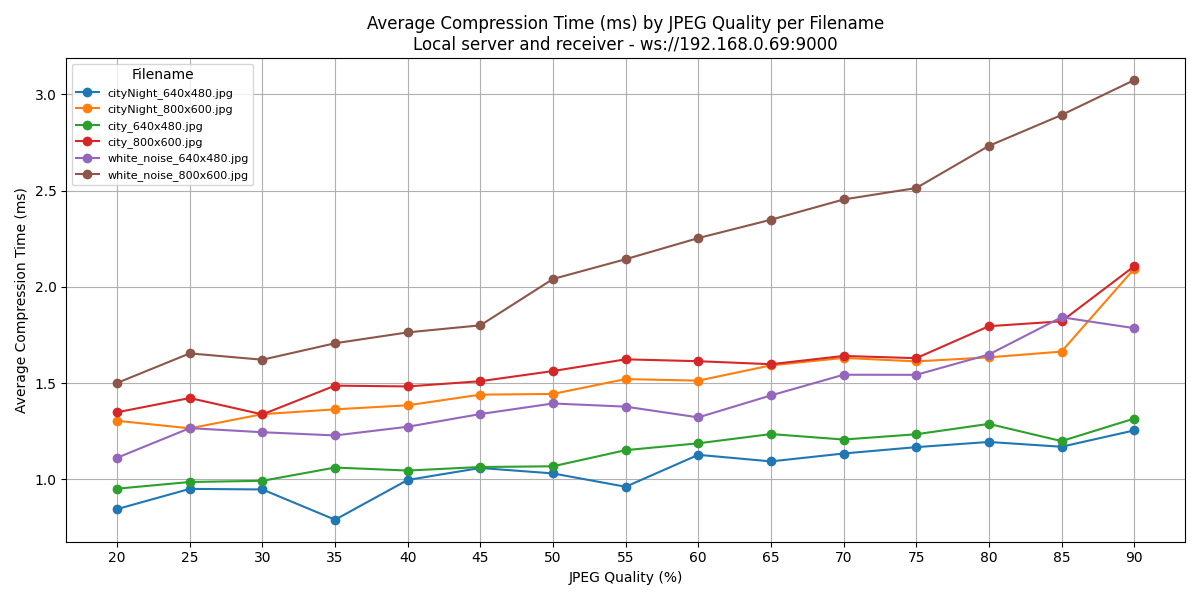 Average Compression Time (ms) by JPEG Quality per Filename
Local server and receiver - ws://192.168.0.69:9000
Filename
cityNight_640x480.jpg
cityNight_800x600.jpg
city_640x480.jpg
city_800x600.jpg
white_noise_640x480.jpg
white_noise_800x600.jpg
Average Compression Time (ms)
3.0
2.5
2.0
1.5
1.0
20 25 30 35 40 45 50 55 60 65 70 75 80 85 90
JPEG Quality (%)